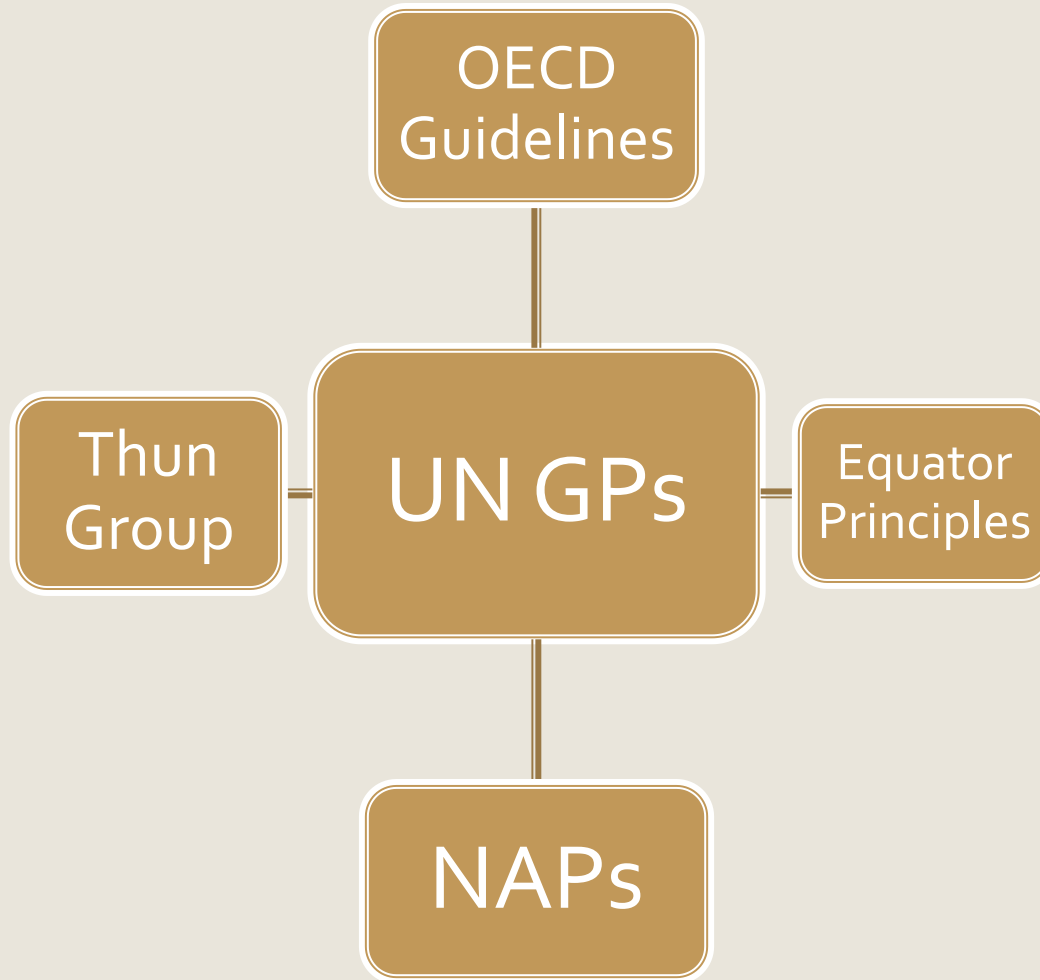 OECD
Guidelines
Thun
Group
UN GPs
Equator
Principles
NAPs